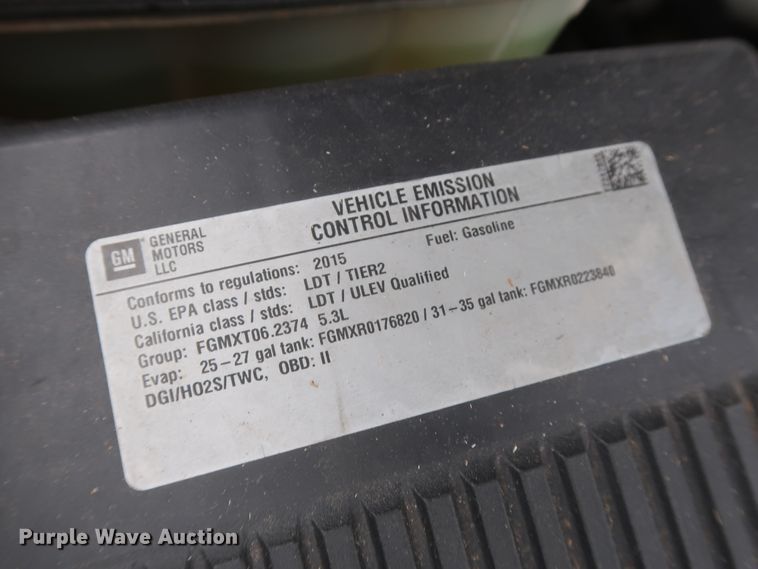 GM
GENERAL
MOTORS
LLC
VEHICLE EMISSION
CONTROL INFORMATION
Conforms to regulations: 2015 Fuel: Gasoline
U.S. EPA class / stds: LDT / TIER2
California class / stds: LDT / ULEV Qualified
Group: FGMXT06.2374 5.3L
Evap: 25-27 gal tank: FGMXR0176820 / 31-35 gal tank: FGMXR0223840
DGI/HO2S/TWC, OBD: II
Purple Wave Auction